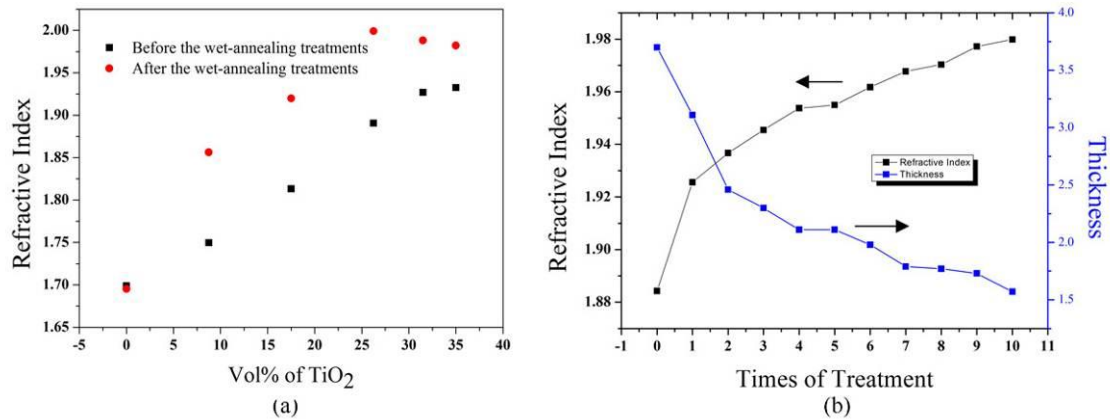 2.00
1.95
1.90
1.85
1.80
1.75
1.70
1.65
Refractive Index
Before the wet-annealing treatments
After the wet-annealing treatments
-5 0 5 10 15 20 25 30 35 40
Vol% of TiO2
(a)
1.98
1.96
1.94
1.92
1.90
1.88
Refractive Index
Refractive Index
Thickness
4.0
3.5
3.0
2.5
2.0
1.5
Thickness
-1 0 1 2 3 4 5 6 7 8 9 10 11
Times of Treatment
(b)